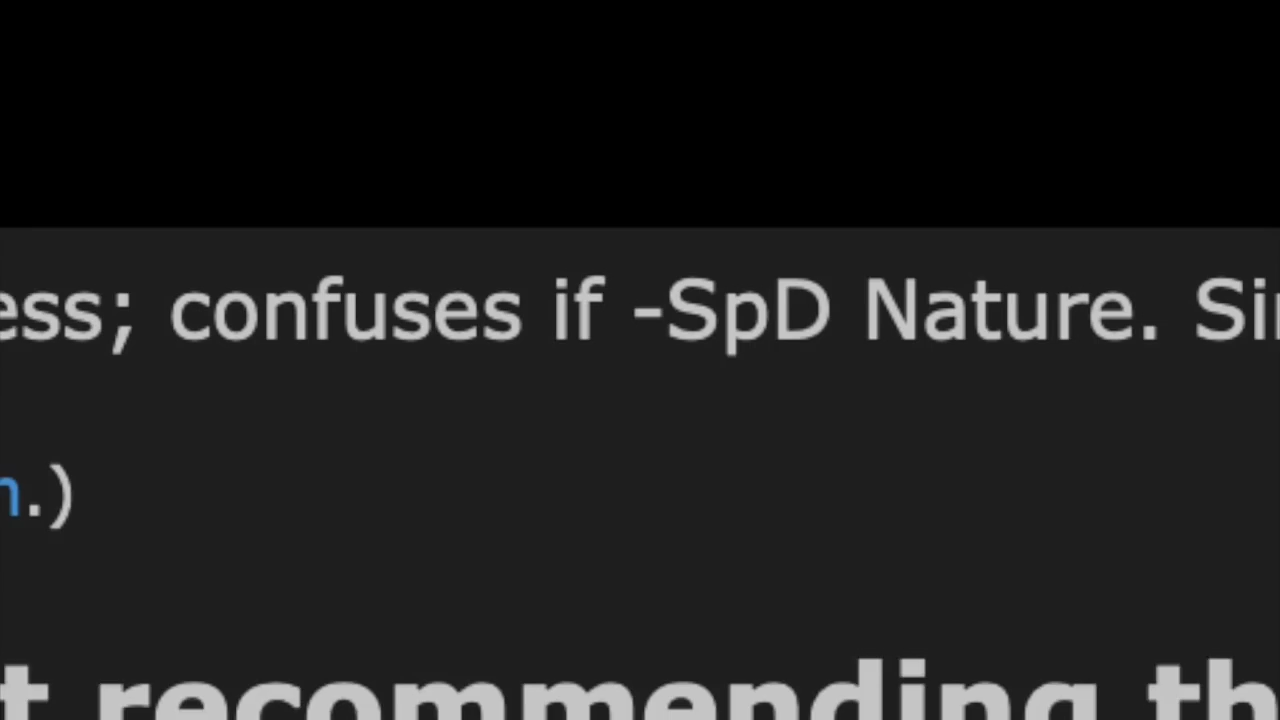 ess; confuses if -SpD Nature. Si
.)
t recommending th